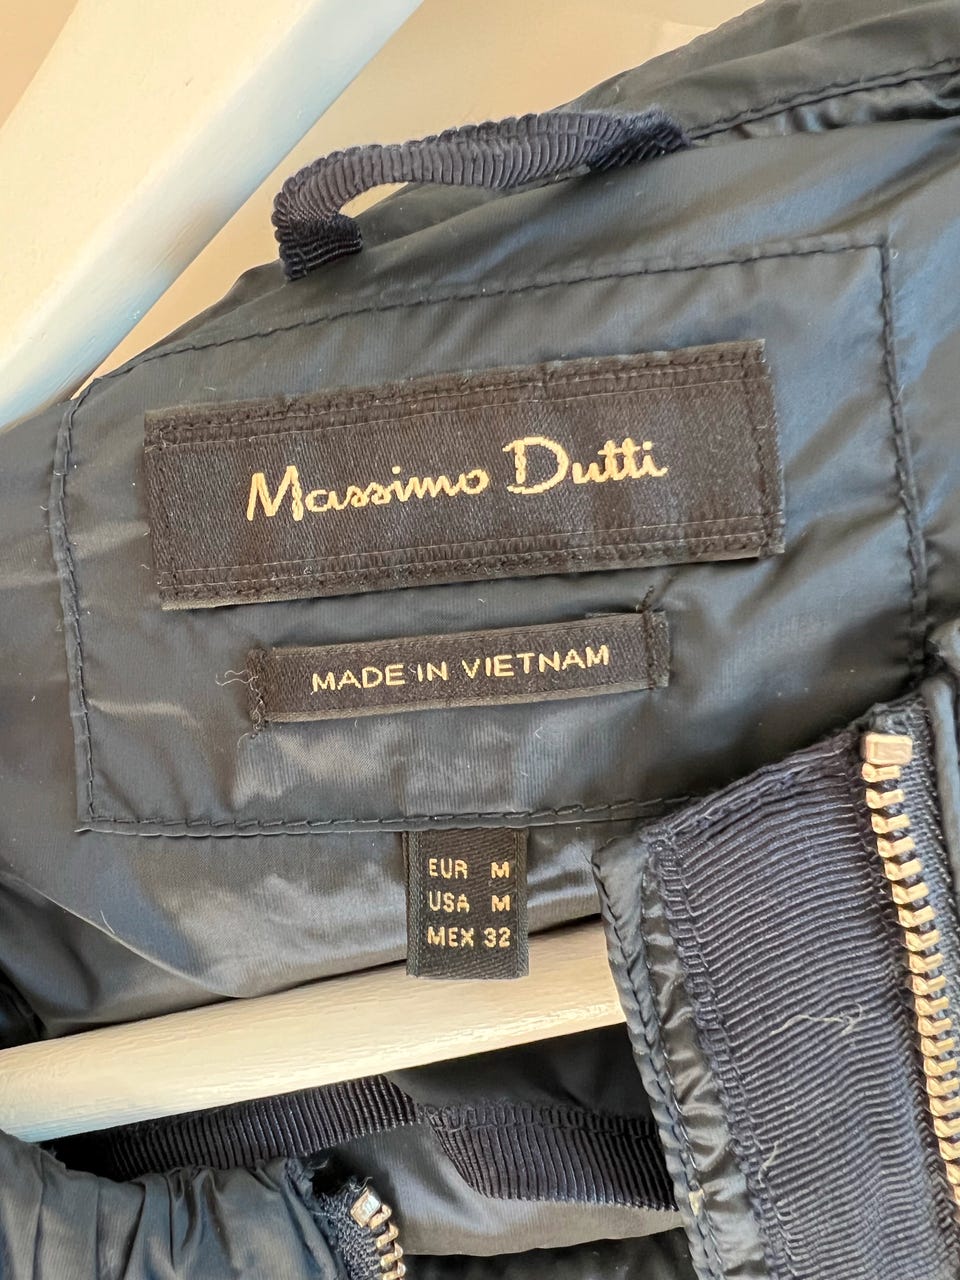 Massimo Dutti
MADE IN VIETNAM
EUR M
USA M
MEX 32